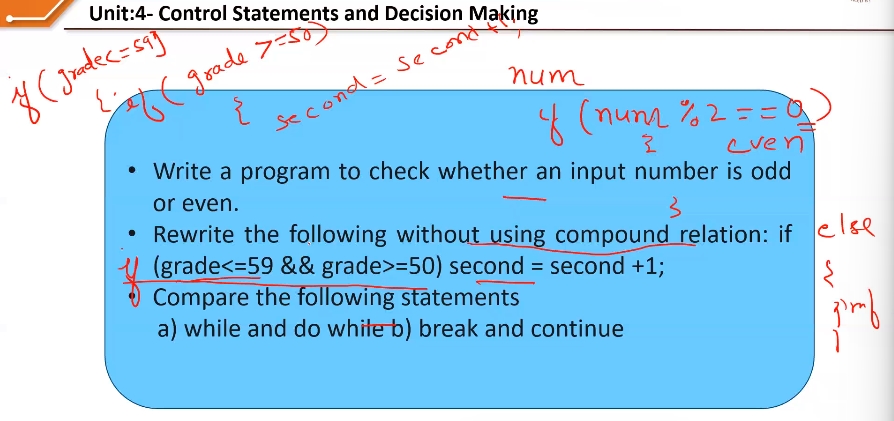 Unit:4- Control Statements and Decision Making
if (grade<=59)
{ if ( grade >=50)
{ second = second +1;
num
if (num %2 == 0)
{ even
• Write a program to check whether an input number is odd
or even.
}
• Rewrite the following without using compound relation: if
else
(grade<=59 && grade>=50) second = second +1;
if
{
• Compare the following statements
a) while and do while b) break and continue
}